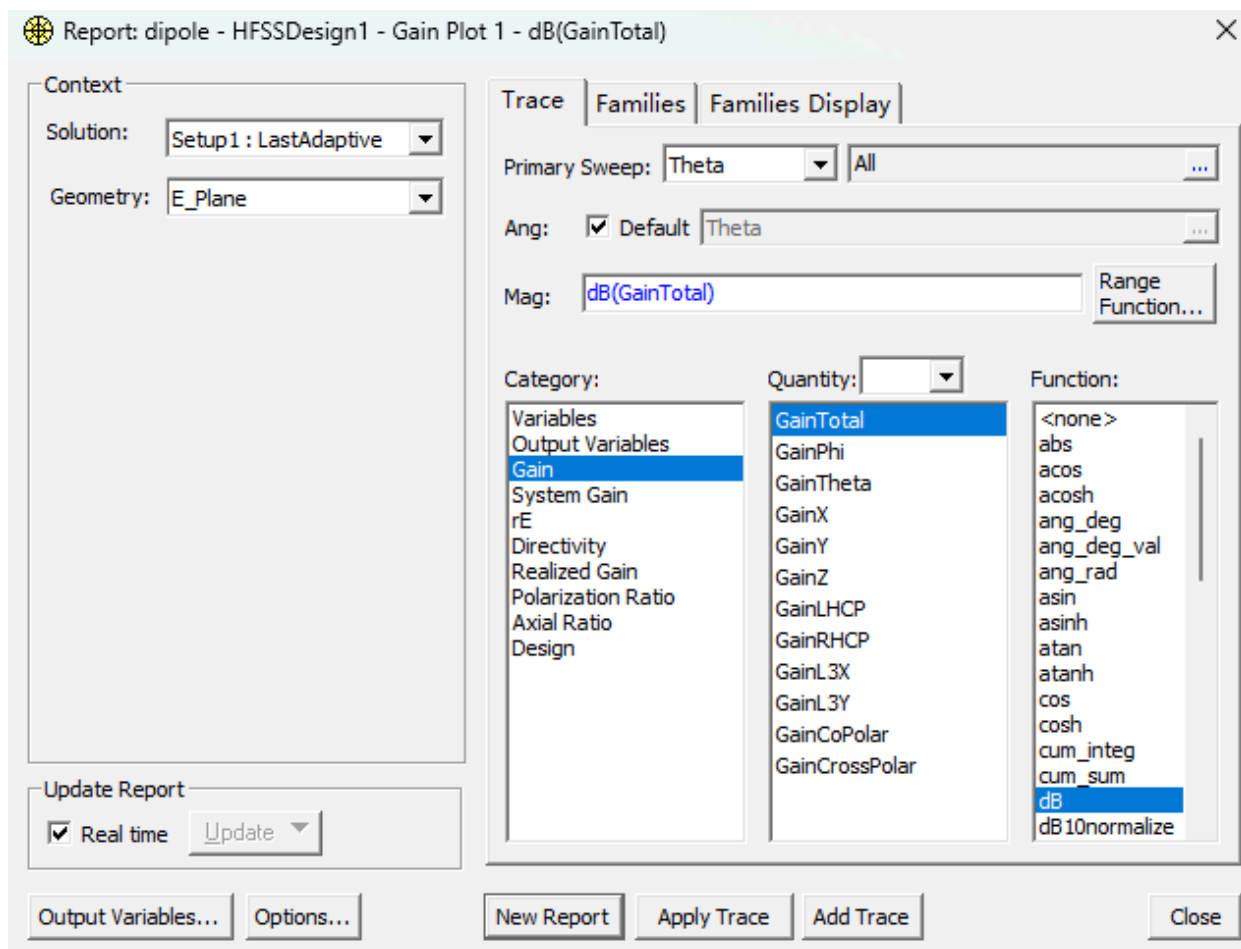 Report: dipole - HFSSDesign1 - Gain Plot 1 - dB(GainTotal)
Context
Solution: Setup1 : LastAdaptive
Geometry: E_Plane
Update Report
Real time Update
Output Variables... Options...
Trace Families Families Display
Primary Sweep: Theta All ...
Ang: Default Theta ...
Mag: dB(GainTotal) Range
Function...
Category:
Variables
Output Variables
Gain
System Gain
rE
Directivity
Realized Gain
Polarization Ratio
Axial Ratio
Design
Quantity:
GainTotal
GainPhi
GainTheta
GainX
GainY
GainZ
GainLHCP
GainRHCP
GainL3X
GainL3Y
GainCoPolar
GainCrossPolar
Function:
<none>
abs
acos
acosh
ang_deg
ang_deg_val
ang_rad
asin
asinh
atan
atanh
cos
cosh
cum_integ
cum_sum
dB
dB10normalize
New Report Apply Trace Add Trace Close